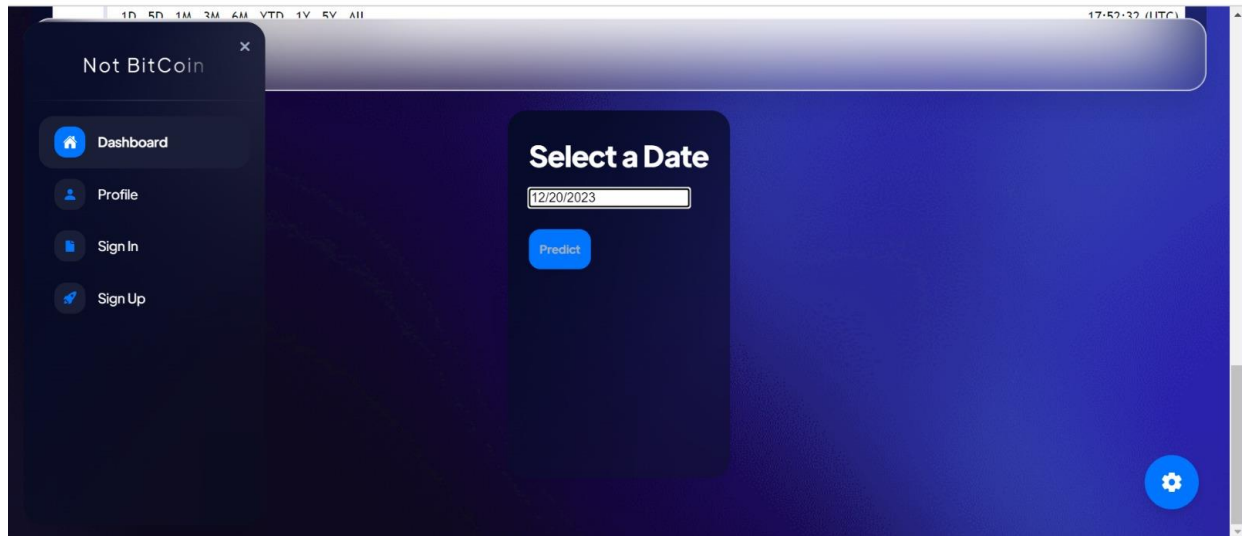 1D 5D 1M 3M 6M YTD 1Y 5Y All
17:52:32 (UTC)
Not BitCoin
×
Dashboard
Profile
Sign In
Sign Up
Select a Date
12/20/2023
Predict